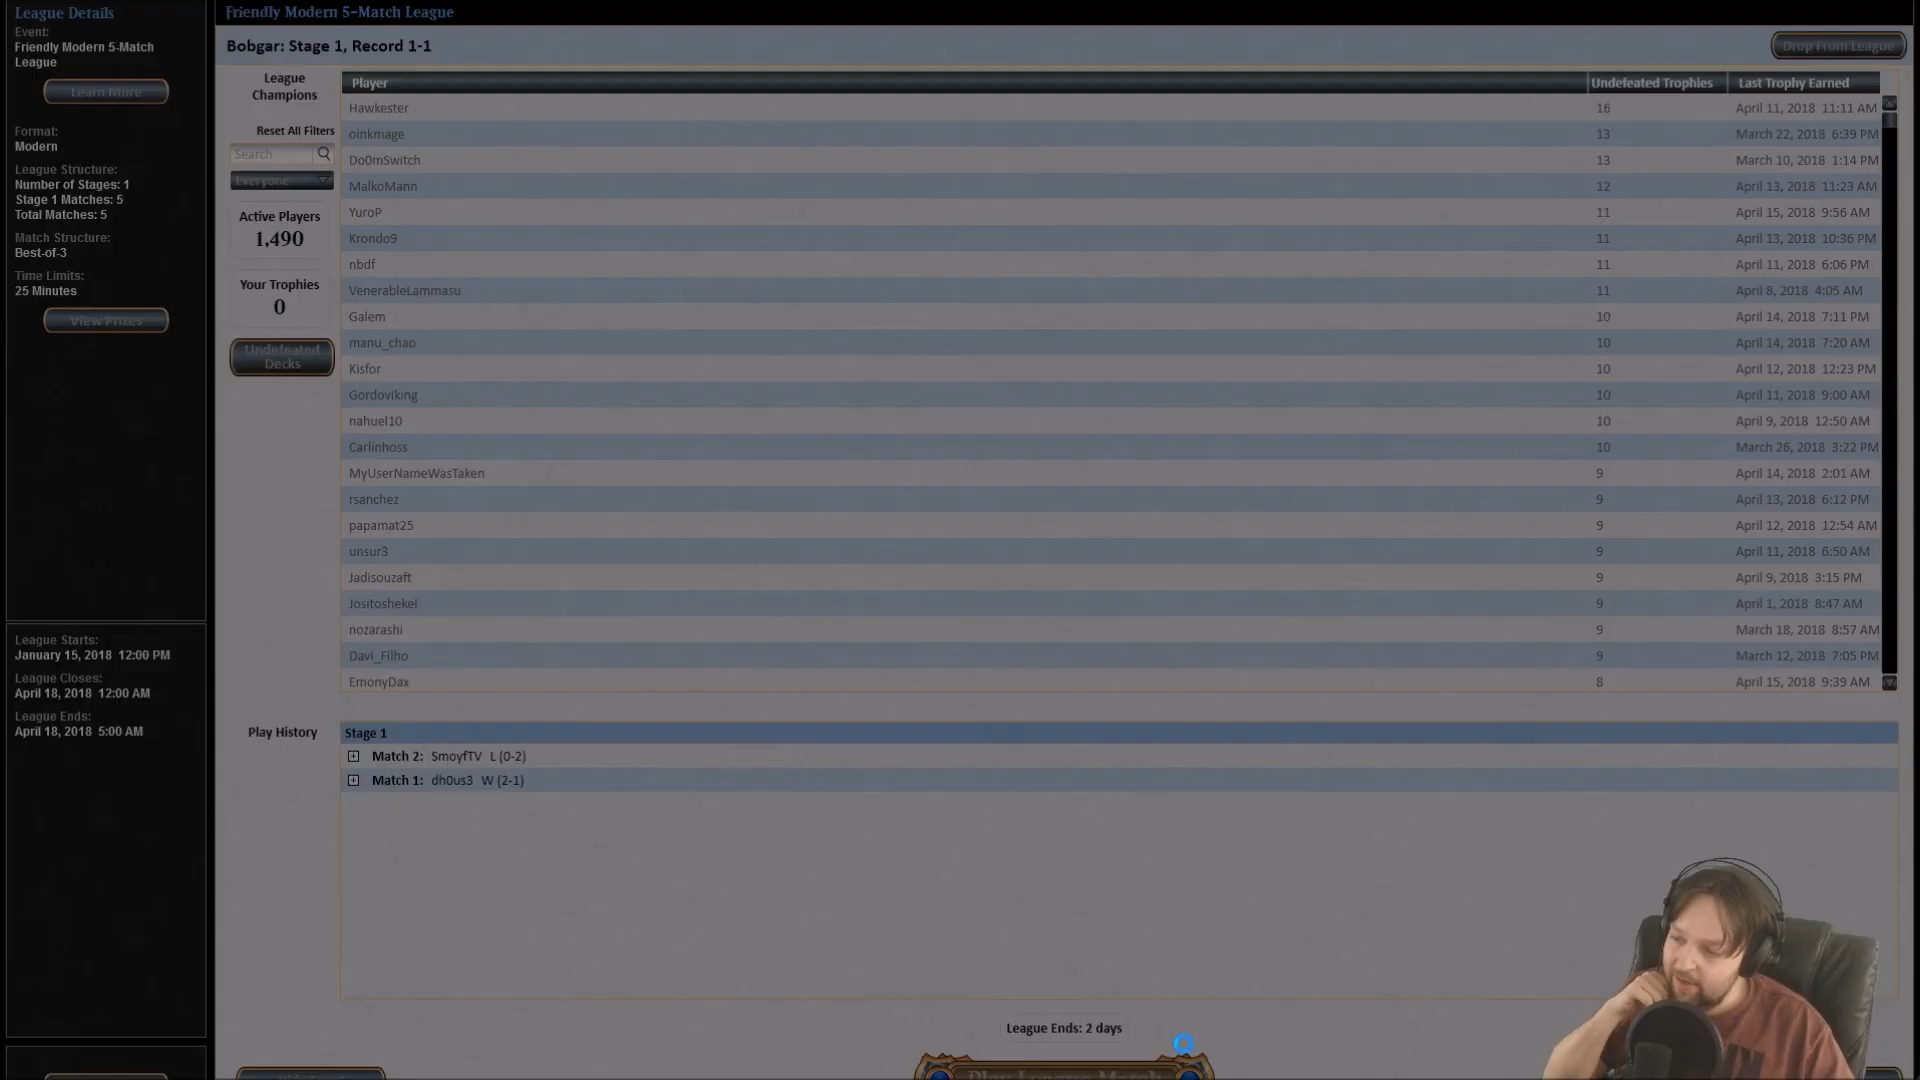 League Details
Event:
Friendly Modern 5-Match
League
Learn More
Format:
Modern
League Structure:
Number of Stages: 1
Stage 1 Matches: 5
Total Matches: 5
Match Structure:
Best-of-3
Time Limits:
25 Minutes
View Prizes
League Starts:
January 15, 2018 12:00 PM
League Closes:
April 18, 2018 12:00 AM
League Ends:
April 18, 2018 5:00 AM
Friendly Modern 5-Match League
Bobgar: Stage 1, Record 1-1
Drop From League
League
Champions
Reset All Filters
Search
Everyone
Active Players
1,490
Your Trophies
0
Undefeated
Decks
Player Undefeated Trophies Last Trophy Earned
Hawkester 16 April 11, 2018 11:11 AM
oinkmage 13 March 22, 2018 6:39 PM
Do0mSwitch 13 March 10, 2018 1:14 PM
MalkoMann 12 April 13, 2018 11:23 AM
YuroP 11 April 15, 2018 9:56 AM
Krondo9 11 April 13, 2018 10:36 PM
nbdf 11 April 11, 2018 6:06 PM
VenerableLammasu 11 April 8, 2018 4:05 AM
Galem 10 April 14, 2018 7:11 PM
manu_chao 10 April 14, 2018 7:20 AM
Kisfor 10 April 12, 2018 12:23 PM
Gordoviking 10 April 11, 2018 9:00 AM
nahuel10 10 April 9, 2018 12:50 AM
Carlinhoss 10 March 26, 2018 3:22 PM
MyUserNameWasTaken 9 April 14, 2018 2:01 AM
rsanchez 9 April 13, 2018 6:12 PM
papamat25 9 April 12, 2018 12:54 AM
unsur3 9 April 11, 2018 6:50 AM
Jadisouzaft 9 April 9, 2018 3:15 PM
Jositoshekel 9 April 1, 2018 8:47 AM
nozarashi 9 March 18, 2018 8:57 AM
Davi_Filho 9 March 12, 2018 7:05 PM
EmonyDax 8 April 15, 2018 9:39 AM
Play History
Stage 1
Match 2: SmoyfTV L (0-2)
Match 1: dh0us3 W (2-1)
League Ends: 2 days
Play League Match